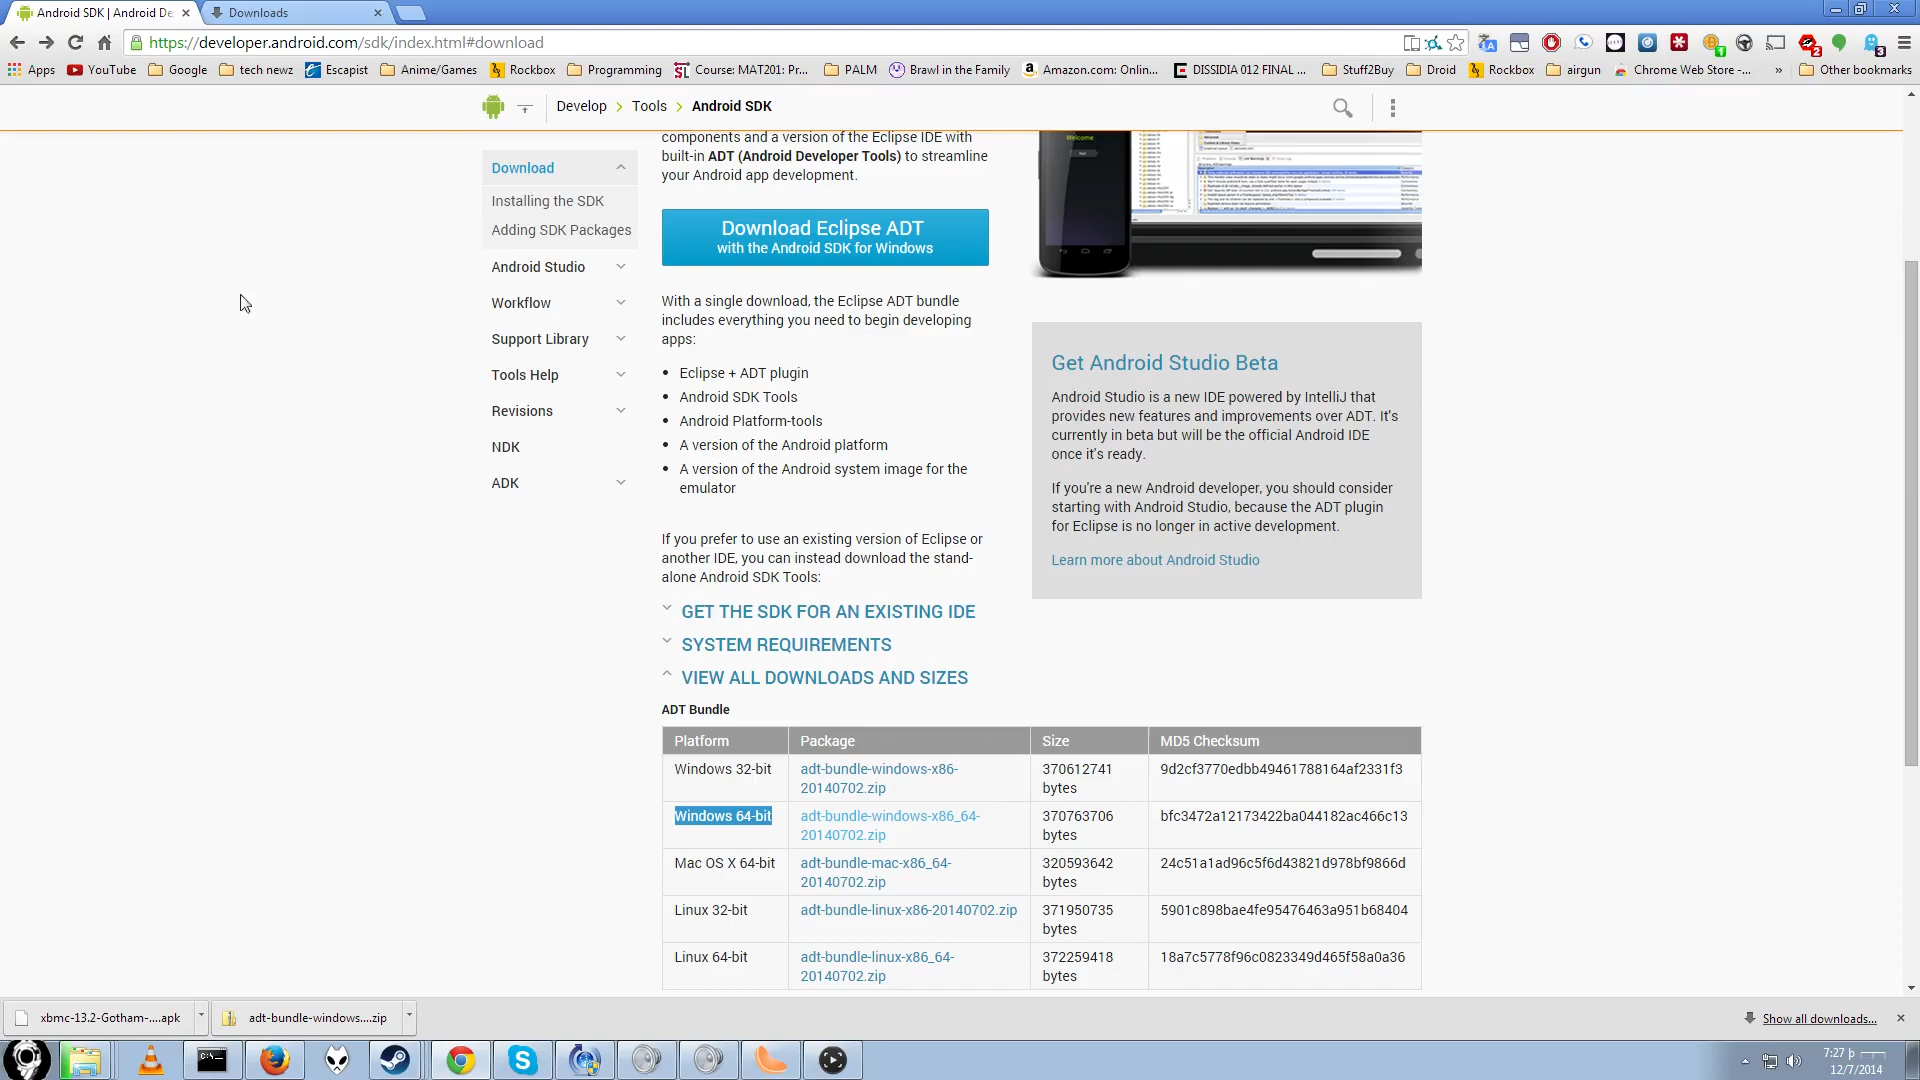 Android SDK | Android De
Downloads
https://developer.android.com/sdk/index.html#download
Apps
YouTube
Google
tech newz
Escapist
Anime/Games
Rockbox
Programming
Course: MAT201: Pr...
PALM
Brawl in the Family
Amazon.com: Onlin...
DISSIDIA 012 FINAL ...
Stuff2Buy
Droid
Rockbox
airgun
Chrome Web Store -...
»
Other bookmarks
Develop
Tools
Android SDK
Download
Installing the SDK
Adding SDK Packages
Android Studio
Workflow
Support Library
Tools Help
Revisions
NDK
ADK
components and a version of the Eclipse IDE with
built-in ADT (Android Developer Tools) to streamline
your Android app development.
Download Eclipse ADT
with the Android SDK for Windows
With a single download, the Eclipse ADT bundle
includes everything you need to begin developing
apps:
• Eclipse + ADT plugin
• Android SDK Tools
• Android Platform-tools
• A version of the Android platform
• A version of the Android system image for the
emulator
If you prefer to use an existing version of Eclipse or
another IDE, you can instead download the stand-
alone Android SDK Tools:
GET THE SDK FOR AN EXISTING IDE
SYSTEM REQUIREMENTS
VIEW ALL DOWNLOADS AND SIZES
Welcome
Get Android Studio Beta
Android Studio is a new IDE powered by IntelliJ that
provides new features and improvements over ADT. It's
currently in beta but will be the official Android IDE
once it's ready.
If you're a new Android developer, you should consider
starting with Android Studio, because the ADT plugin
for Eclipse is no longer in active development.
Learn more about Android Studio
ADT Bundle
Platform Package Size MD5 Checksum
Windows 32-bit adt-bundle-windows-x86- 370612741 9d2cf3770edbb49461788164af2331f3
20140702.zip bytes
Windows 64-bit adt-bundle-windows-x86_64- 370763706 bfc3472a12173422ba044182ac466c13
20140702.zip bytes
Mac OS X 64-bit adt-bundle-mac-x86_64- 320593642 24c51a1ad96c5f6d43821d978bf9866d
20140702.zip bytes
Linux 32-bit adt-bundle-linux-x86-20140702.zip 371950735 5901c898bae4fe95476463a951b68404
bytes
Linux 64-bit adt-bundle-linux-x86_64- 372259418 18a7c5778f96c0823349d465f58a0a36
20140702.zip bytes
xbmc-13.2-Gotham-....apk
adt-bundle-windows....zip
Show all downloads...
7:27 þ
12/7/2014